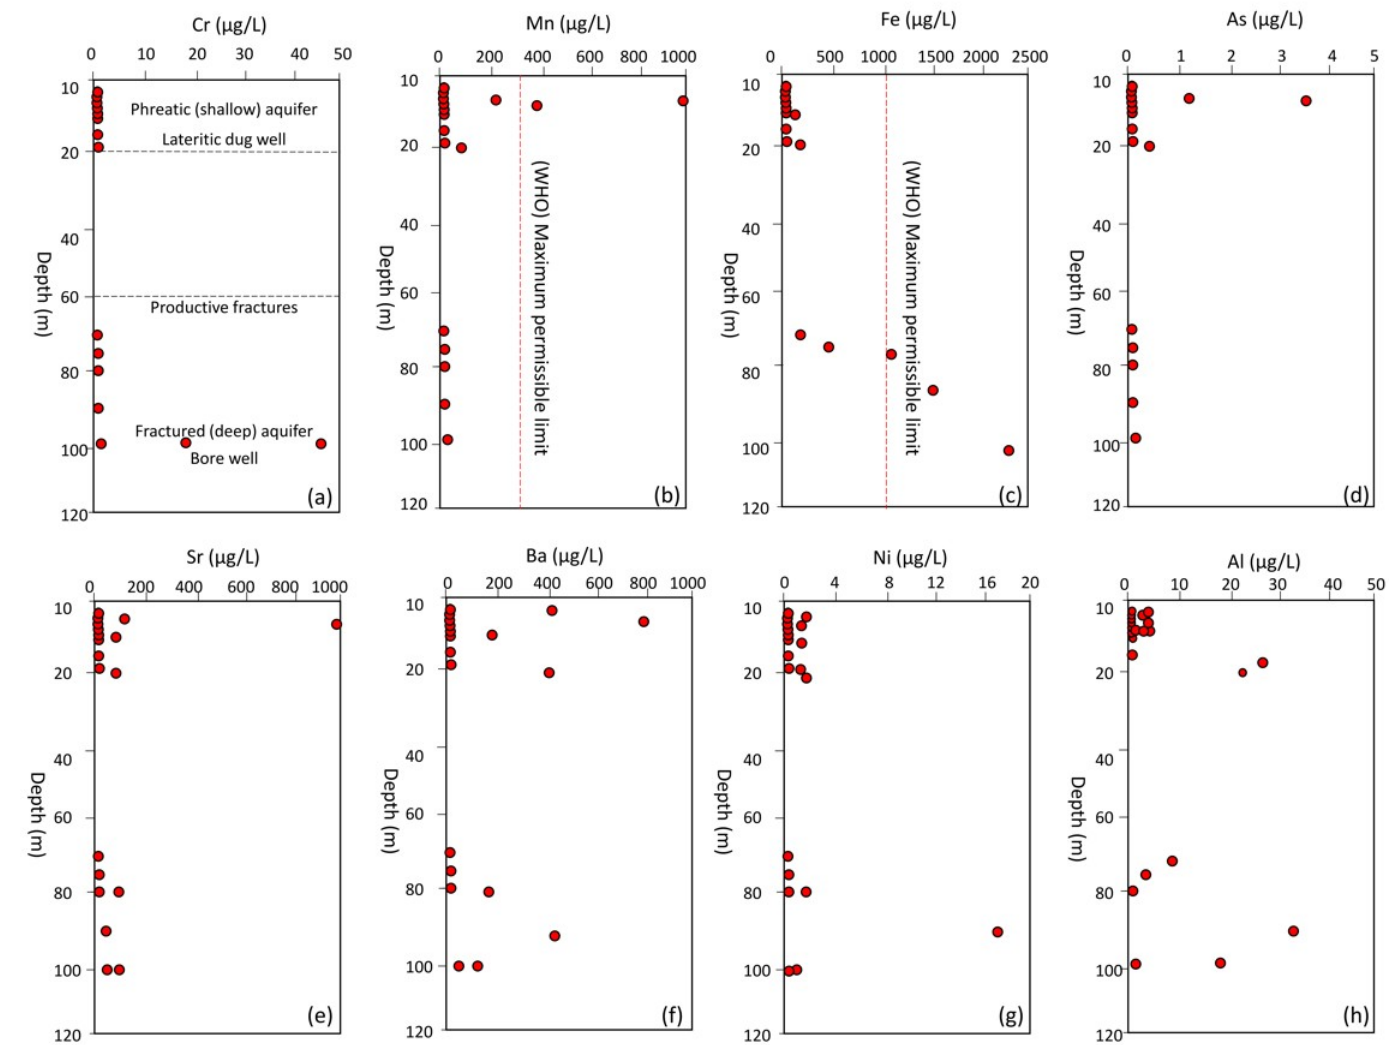 Cr (µg/L)
0 10 20 30 40 50
10
Phreatic (shallow) aquifer
Lateritic dug well
20
40
Depth (m)
60
Productive fractures
80
Fractured (deep) aquifer
100
Bore well
120
(a)
Mn (µg/L)
0 200 400 600 800 1000
10
20
40
Depth (m)
60
80
100
120
(WHO) Maximum permissible limit
(b)
Fe (µg/L)
0 500 10000 1500 20000 25000
10
20
40
Depth (m)
60
80
100
120
(WHO) Maximum permissible limit
(c)
As (µg/L)
0 1 2 3 4 5
10
20
40
Depth (m)
60
80
100
120
(d)
Sr (µg/L)
0 200 400 600 800 1000
10
20
40
Depth (m)
60
80
100
120
(e)
Ba (µg/L)
0 200 400 600 800 1000
10
20
40
Depth (m)
60
80
100
120
(f)
Ni (µg/L)
0 4 8 12 16 20
10
20
40
Depth (m)
60
80
100
120
(g)
Al (µg/L)
0 10 20 30 40 50
10
20
40
Depth (m)
60
80
100
120
(h)